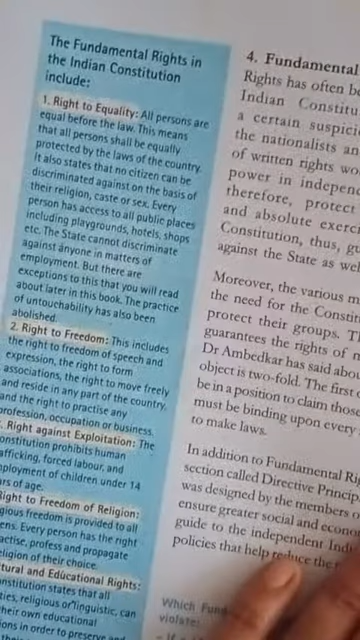 The Fundamental Rights in
the Indian Constitution
include:
1. Right to Equality: All persons are
equal before the law. This means
that all persons shall be equally
protected by the laws of the country.
It also states that no citizen can be
discriminated against on the basis of
their religion, caste or sex. Every
person has access to all public places
including playgrounds, hotels, shops
etc. The State cannot discriminate
against anyone in matters of
employment. But there are
exceptions to this that you will read
about later in this book. The practice
of untouchability has also been
abolished.
2. Right to Freedom: This includes
the right to freedom of speech and
expression, the right to form
associations, the right to move freely
and reside in any part of the country,
and the right to practise any
profession, occupation or business.
. Right against Exploitation: The
onstitution prohibits human
afficking, forced labour, and
ployment of children under 14
ars of age.
ight to Freedom of Religion:
gious freedom is provided to all
ens. Every person has the right
actise, profess and propagate
eligion of their choice.
tural and Educational Rights:
nstitution states that all
ties, religious or linguistic, can
heir own educational
ons in order to preserve and
4. Fundamental
Rights has often be
Indian Constitu
a certain suspici
the nationalists an
of written rights wo
power in indepen
therefore, protect
and absolute exerci
Constitution, thus, gu
against the State as wel
Moreover, the various m
the need for the Constit
protect their groups. Th
guarantees the rights of m
Dr Ambedkar has said abou
object is two-fold. The first o
be in a position to claim those
must be binding upon every
to make laws.
In addition to Fundamental Rig
section called Directive Princip
was designed by the members o
ensure greater social and econo
guide to the independent Indi
policies that help reduce the
Which Fund
violate: